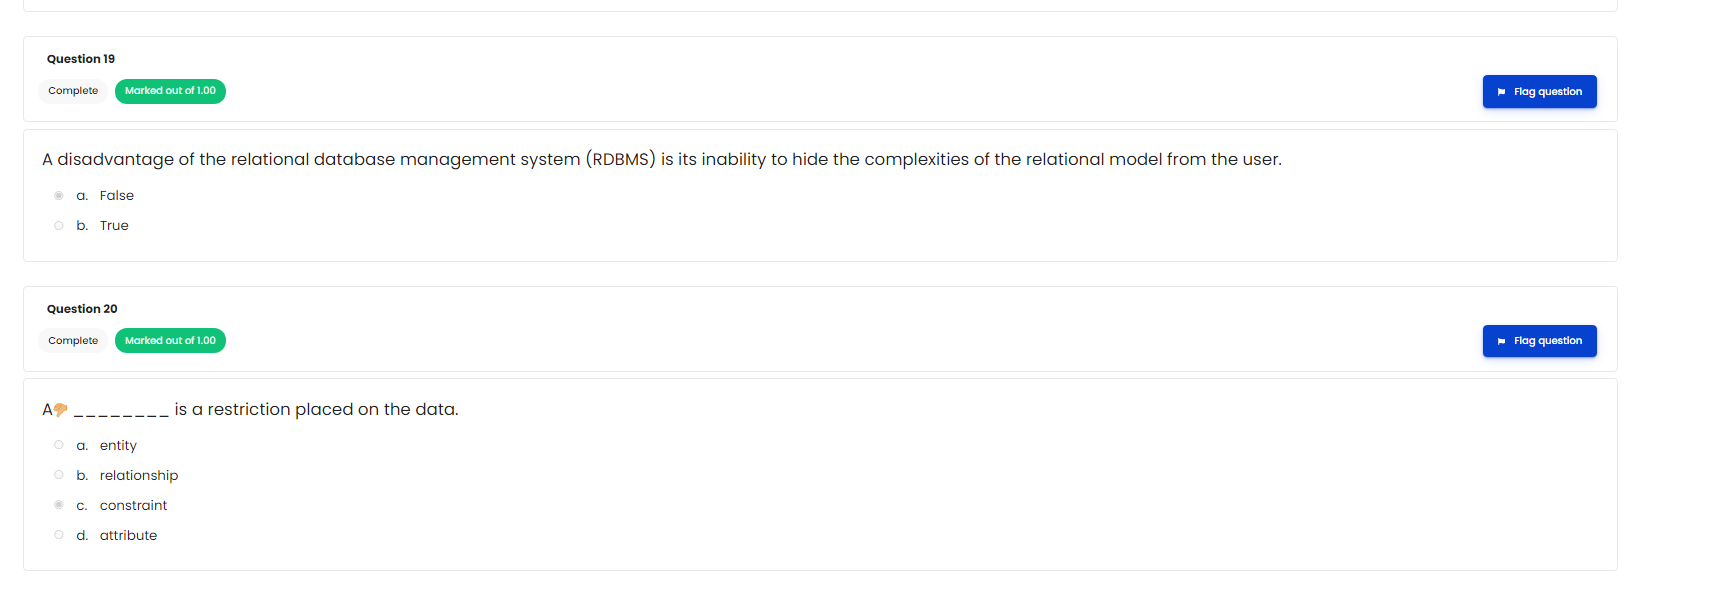 Question 19
Complete
Marked out of 1.00
Flag question
A disadvantage of the relational database management system (RDBMS) is its inability to hide the complexities of the relational model from the user.
a. False
b. True
Question 20
Complete
Marked out of 1.00
Flag question
A ________ is a restriction placed on the data.
a. entity
b. relationship
c. constraint
d. attribute